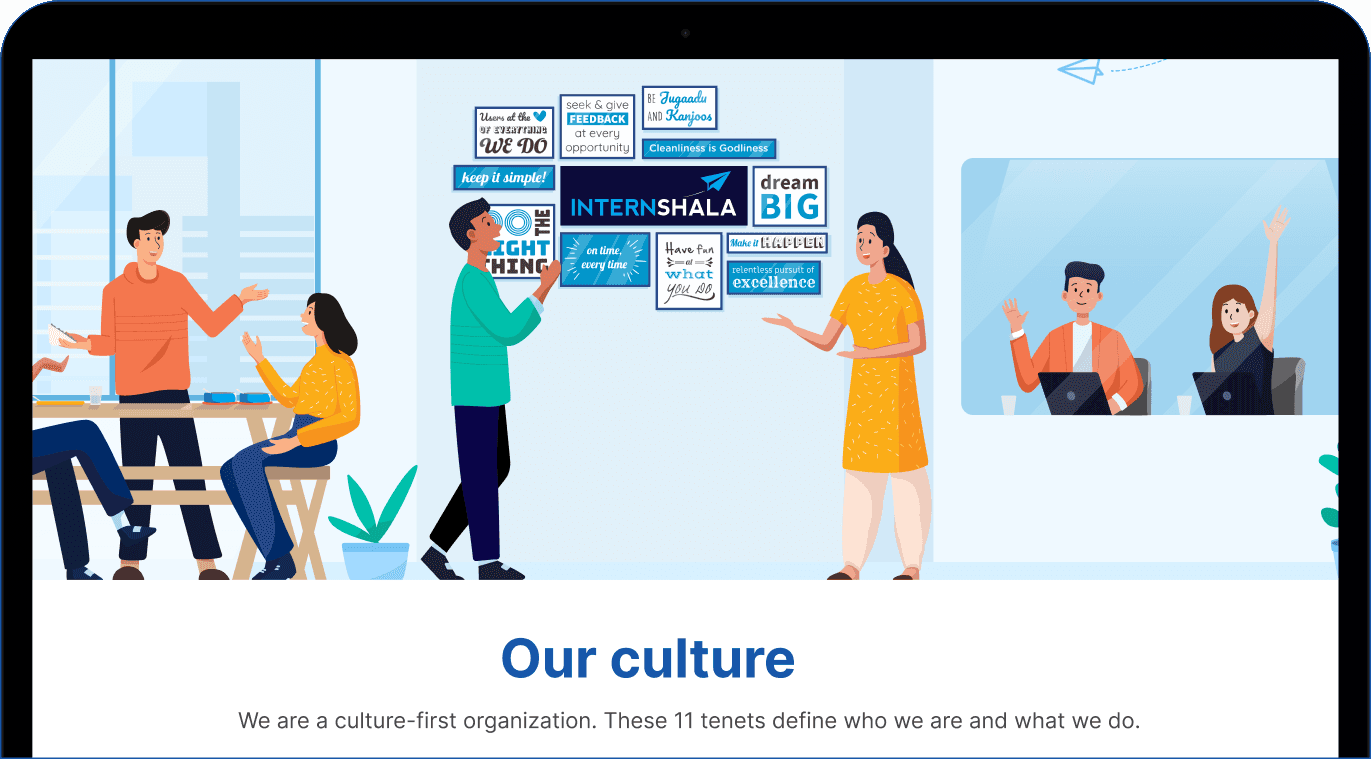 Users at the
OF EVERYTHING
WE DO
seek & give
FEEDBACK
at every
opportunity
BE Jugaadu
AND Kanjoos
Cleanliness is Godliness
keep it simple!
INTERNSHALA
dream
BIG
DO THE
RIGHT
THING
on time,
every time
Have fun
at
what
YOU DO
Make it HAPPEN
relentless pursuit of
excellence
Our culture
We are a culture-first organization. These 11 tenets define who we are and what we do.